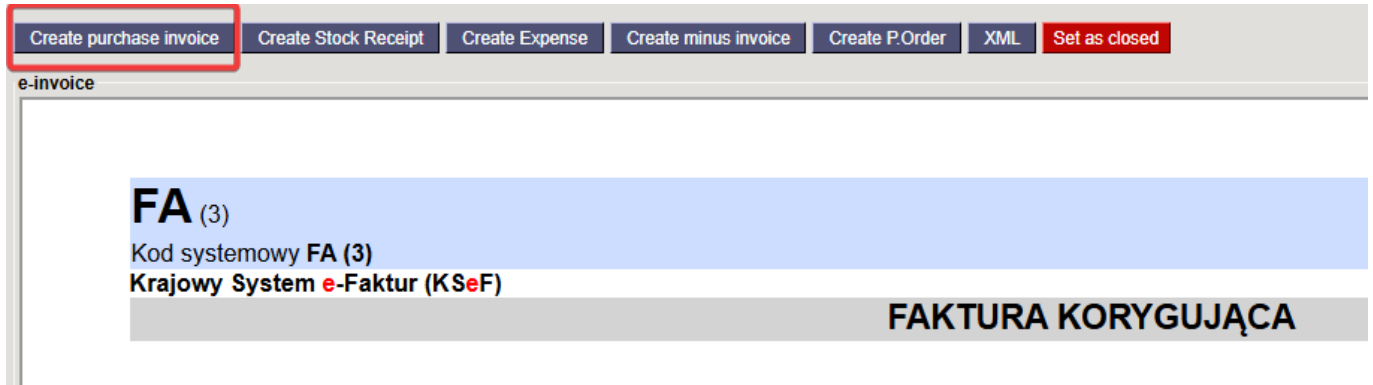 Create purchase invoice Create Stock Receipt Create Expense Create minus invoice Create P.Order XML Set as closed
e-invoice
FA (3)
Kod systemowy FA (3)
Krajowy System e-Faktur (KSeF)
FAKTURA KORYGUJĄCA